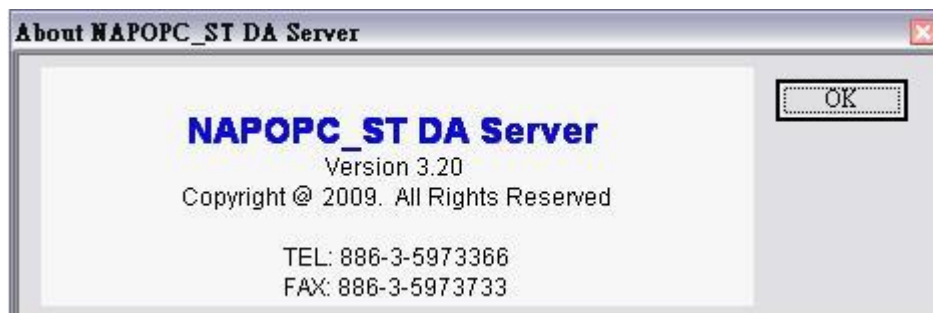 About NAPOPC_ST DA Server
OK
NAPOPC_ST DA Server
Version 3.20
Copyright @ 2009. All Rights Reserved
TEL: 886-3-5973366
FAX: 886-3-5973733